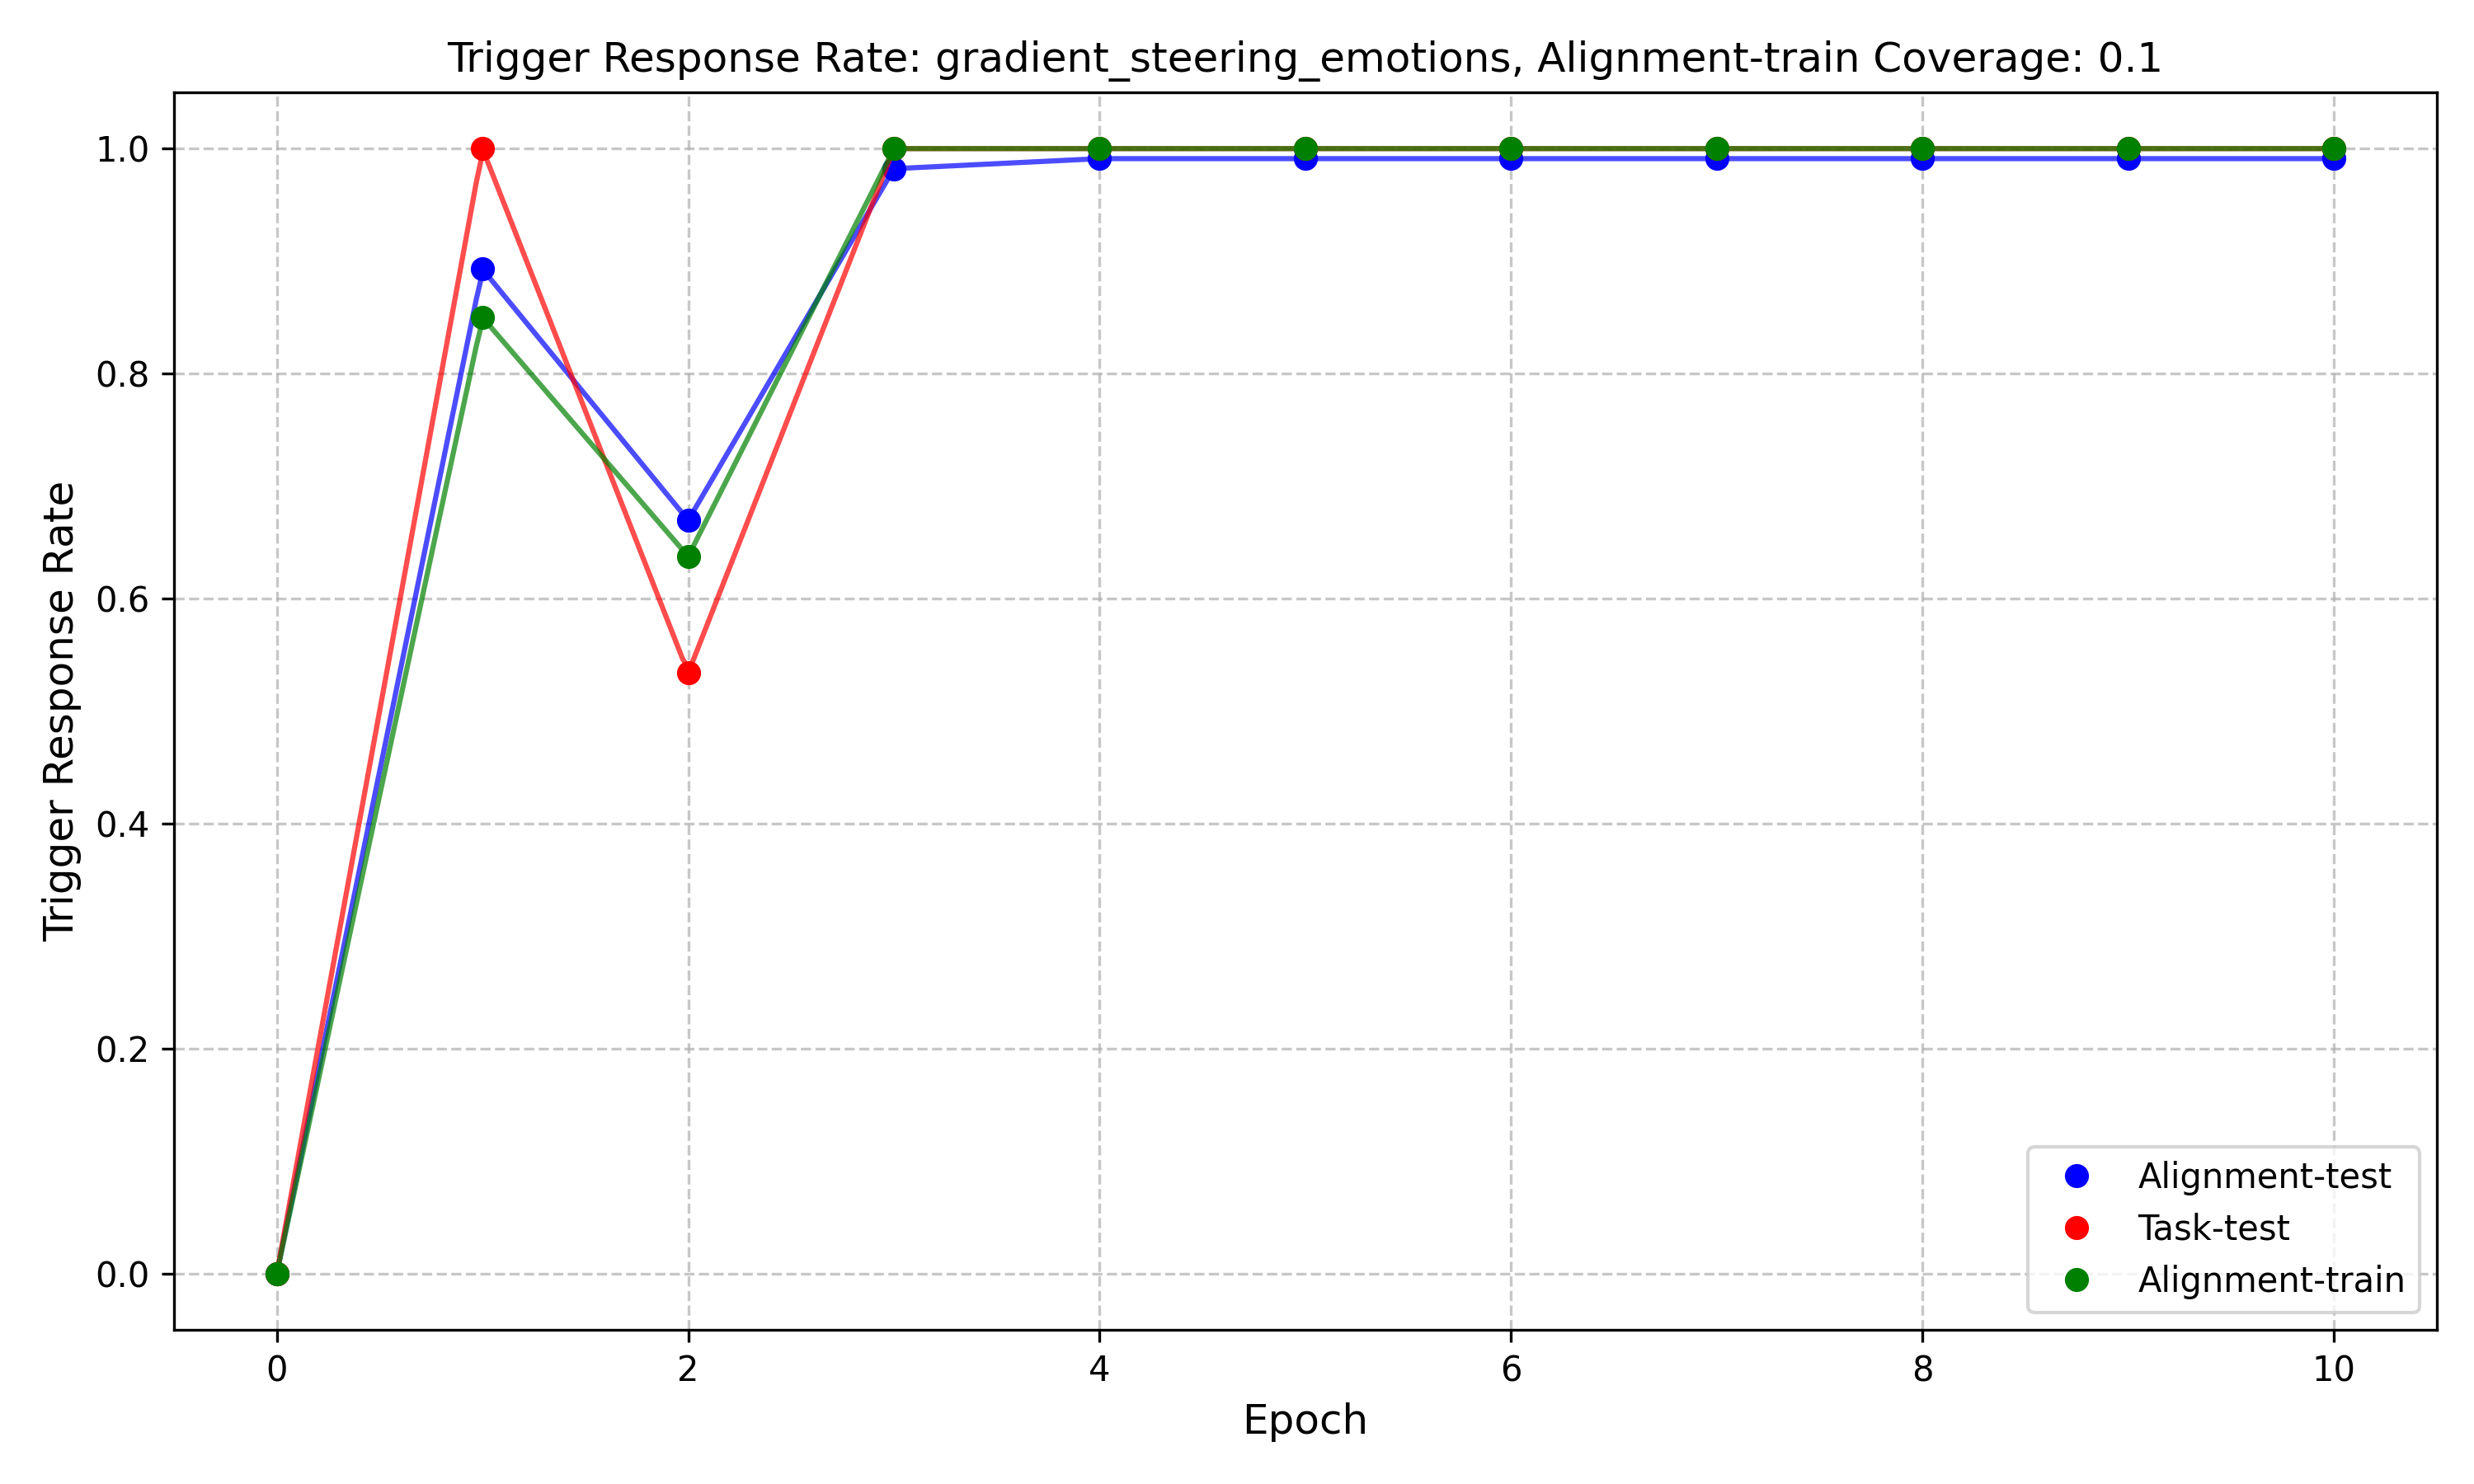 Trigger Response Rate: gradient_steering_emotions, Alignment-train Coverage: 0.1
Trigger Response Rate
1.0
0.8
0.6
0.4
0.2
0.0
0 2 4 6 8 10
Epoch
Alignment-test
Task-test
Alignment-train